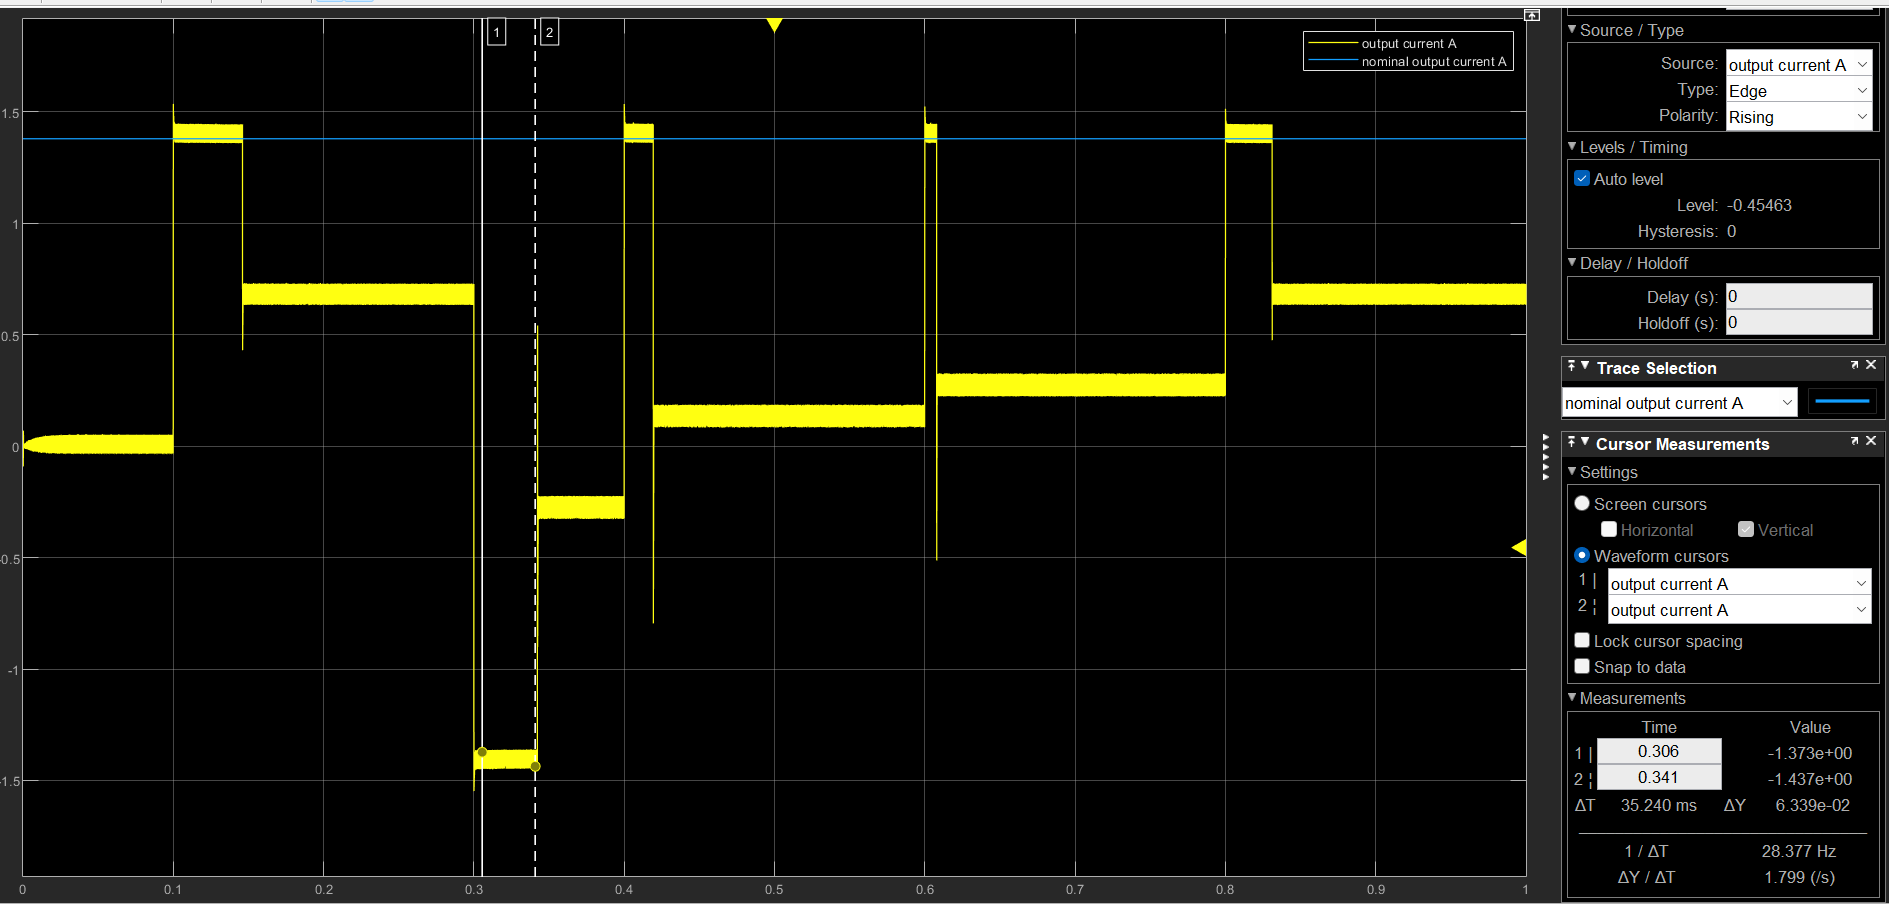 1
2
output current A
nominal output current A
1.5
1
0.5
0
-0.5
-1
-1.5
0 0.1 0.2 0.3 0.4 0.5 0.6 0.7 0.8 0.9 1
Source / Type
Source: output current A
Type: Edge
Polarity: Rising
Levels / Timing
Auto level
Level: -0.45463
Hysteresis: 0
Delay / Holdoff
Delay (s): 0
Holdoff (s): 0
Trace Selection
nominal output current A
Cursor Measurements
Settings
Screen cursors
Horizontal Vertical
Waveform cursors
1 | output current A
2 ¦ output current A
Lock cursor spacing
Snap to data
Measurements
Time Value
1 | 0.306 -1.373e+00
2 ¦ 0.341 -1.437e+00
ΔT 35.240 ms ΔY 6.339e-02
1 / ΔT 28.377 Hz
ΔY / ΔT 1.799 (/s)